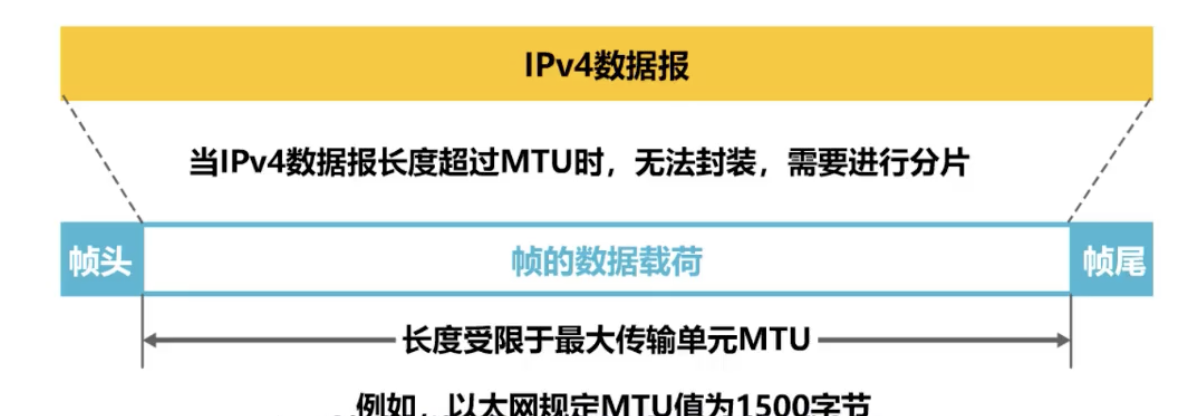 IPv4数据报
当IPv4数据报长度超过MTU时，无法封装，需要进行分片
帧头
帧的数据载荷
帧尾
长度受限于最大传输单元MTU
例如，以太网规定MTU值为1500字节